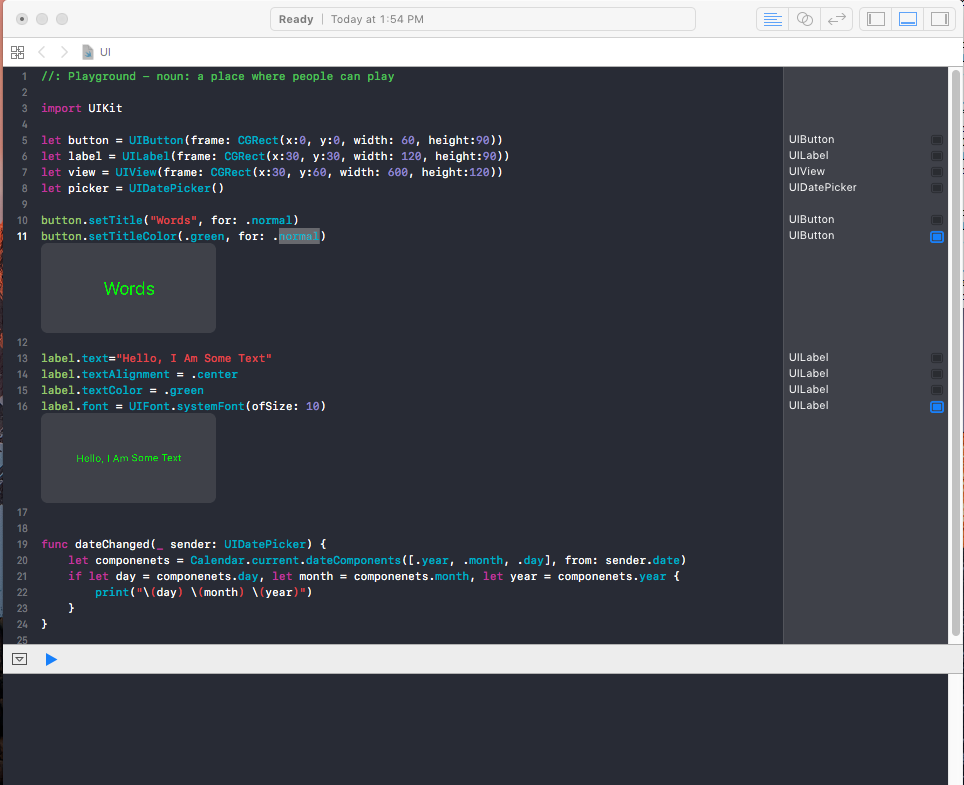 Ready | Today at 1:54 PM
UI
1 //: Playground – noun: a place where people can play
2
3 import UIKit
4
5 let button = UIButton(frame: CGRect(x:0, y:0, width: 60, height:90)) UIButton
6 let label = UILabel(frame: CGRect(x:30, y:30, width: 120, height:90)) UILabel
7 let view = UIView(frame: CGRect(x:30, y:60, width: 600, height:120)) UIView
8 let picker = UIDatePicker() UIDatePicker
9
10 button.setTitle("Words", for: .normal) UIButton
11 button.setTitleColor(.green, for: .normal) UIButton
Words
12
13 label.text="Hello, I Am Some Text" UILabel
14 label.textAlignment = .center UILabel
15 label.textColor = .green UILabel
16 label.font = UIFont.systemFont(ofSize: 10) UILabel
Hello, I Am Some Text
17
18
19 func dateChanged(_ sender: UIDatePicker) {
20 let componenets = Calendar.current.dateComponents([.year, .month, .day], from: sender.date)
21 if let day = componenets.day, let month = componenets.month, let year = componenets.year {
22 print("\(day) \(month) \(year)")
23 }
24 }
25